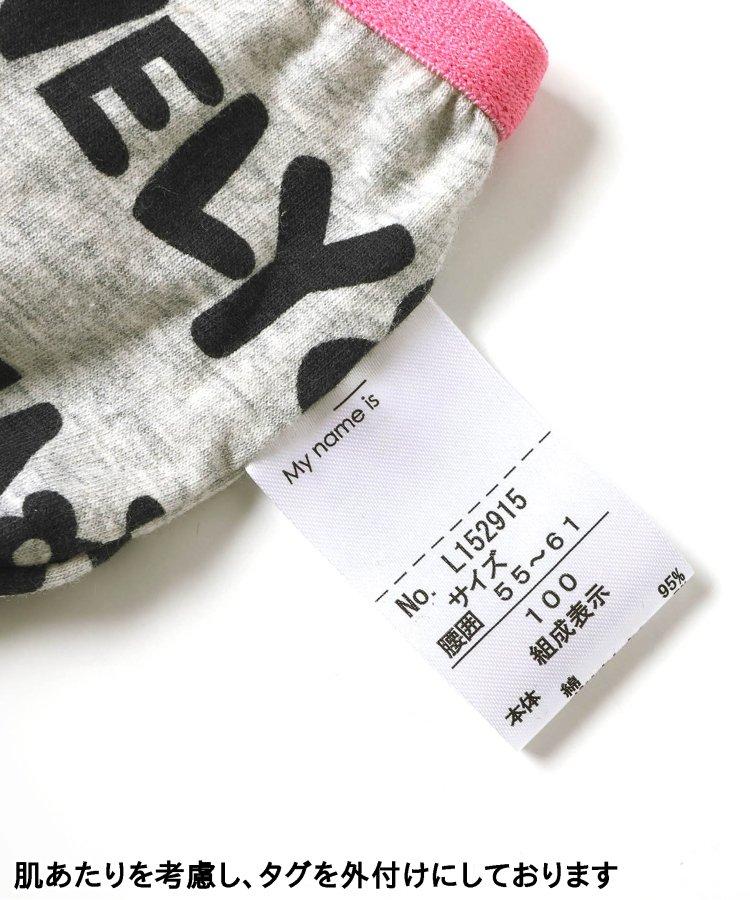 NELY
My name is
No. L152915
サイズ
腰囲 55～61
100
組成表示
本体 綿 95%
肌あたりを考慮し、タグを外付けにしております